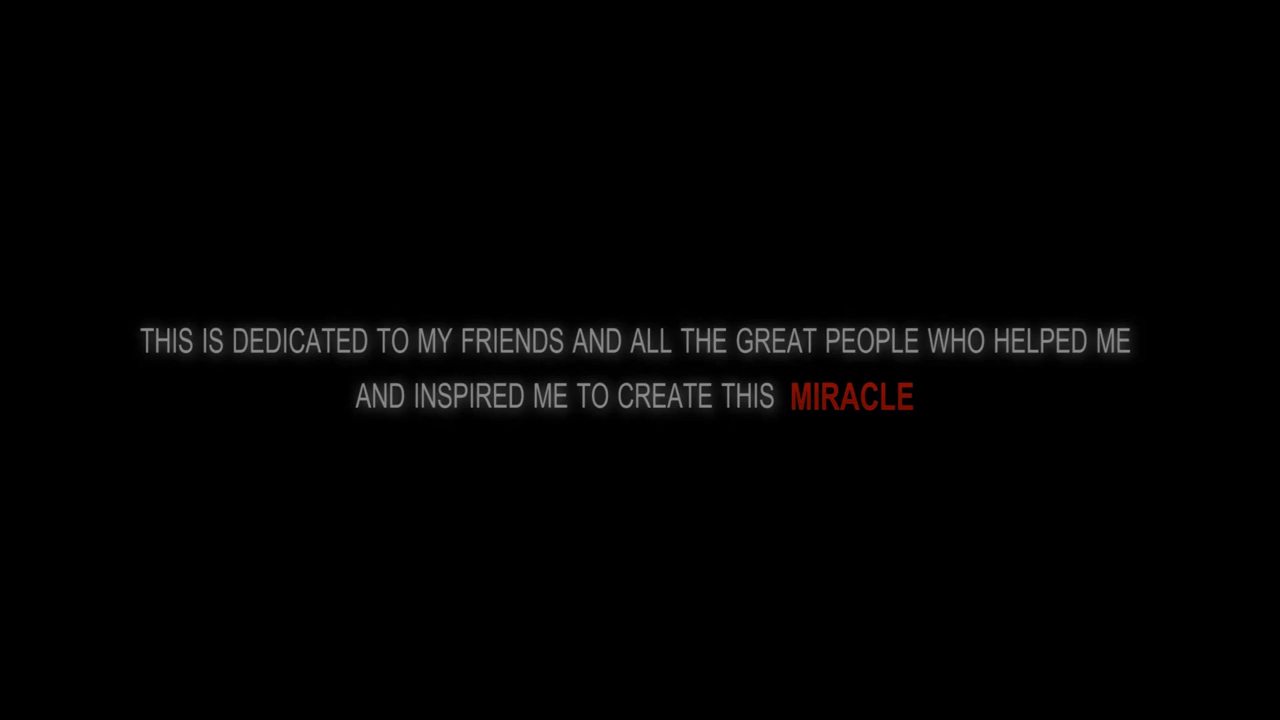 THIS IS DEDICATED TO MY FRIENDS AND ALL THE GREAT PEOPLE WHO HELPED ME
AND INSPIRED ME TO CREATE THIS MIRACLE